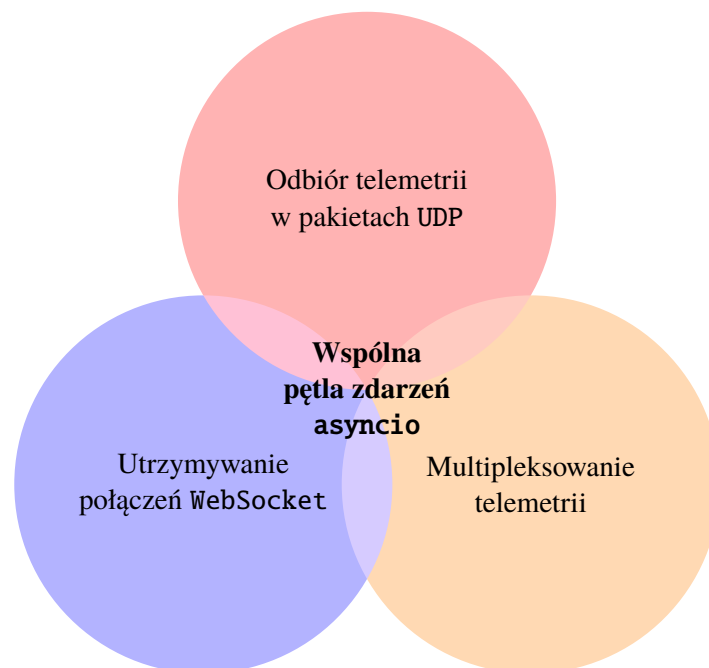 Odbiór telemetrii
w pakietach UDP
Wspólna
pętla zdarzeń
asyncio
Utrzymywanie
połączeń WebSocket
Multipleksowanie
telemetrii